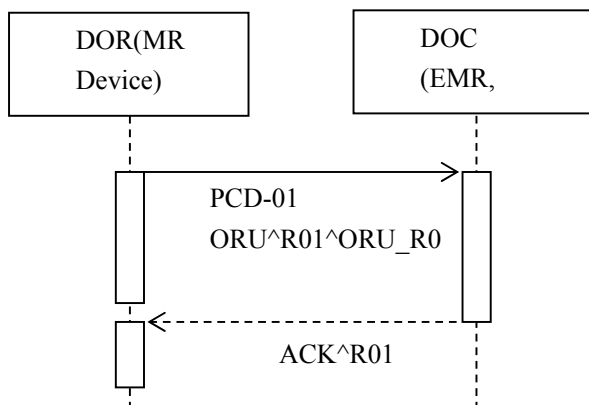 DOR(MR
Device)
DOC
(EMR,
PCD-01
ORU^R01^ORU_R0
ACK^R01